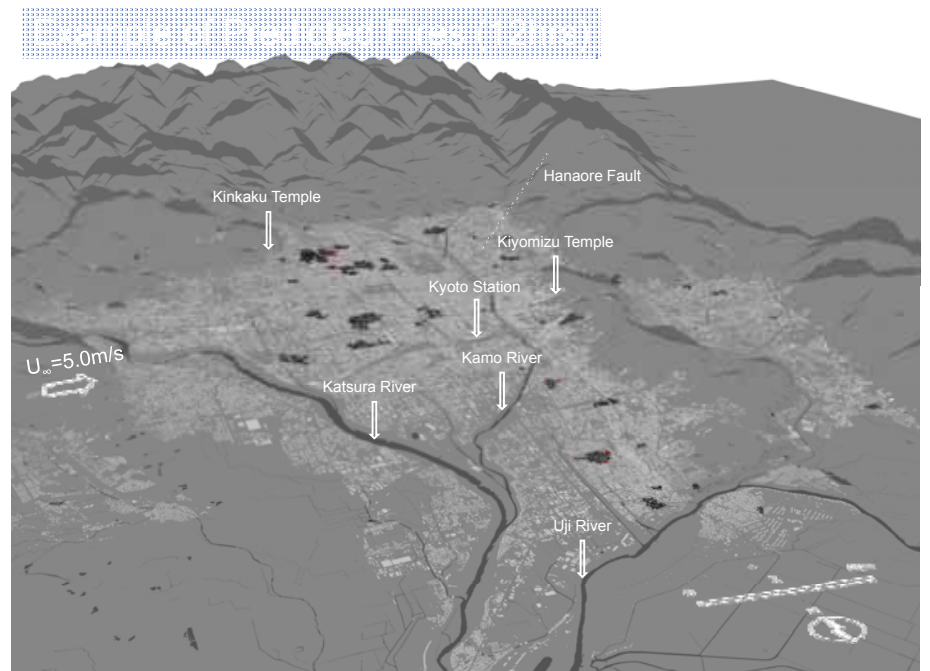 Hanaore Fault
Kinkaku Temple
Kiyomizu Temple
Kyoto Station
U∞=5.0m/s
Kamo River
Katsura River
Uji River